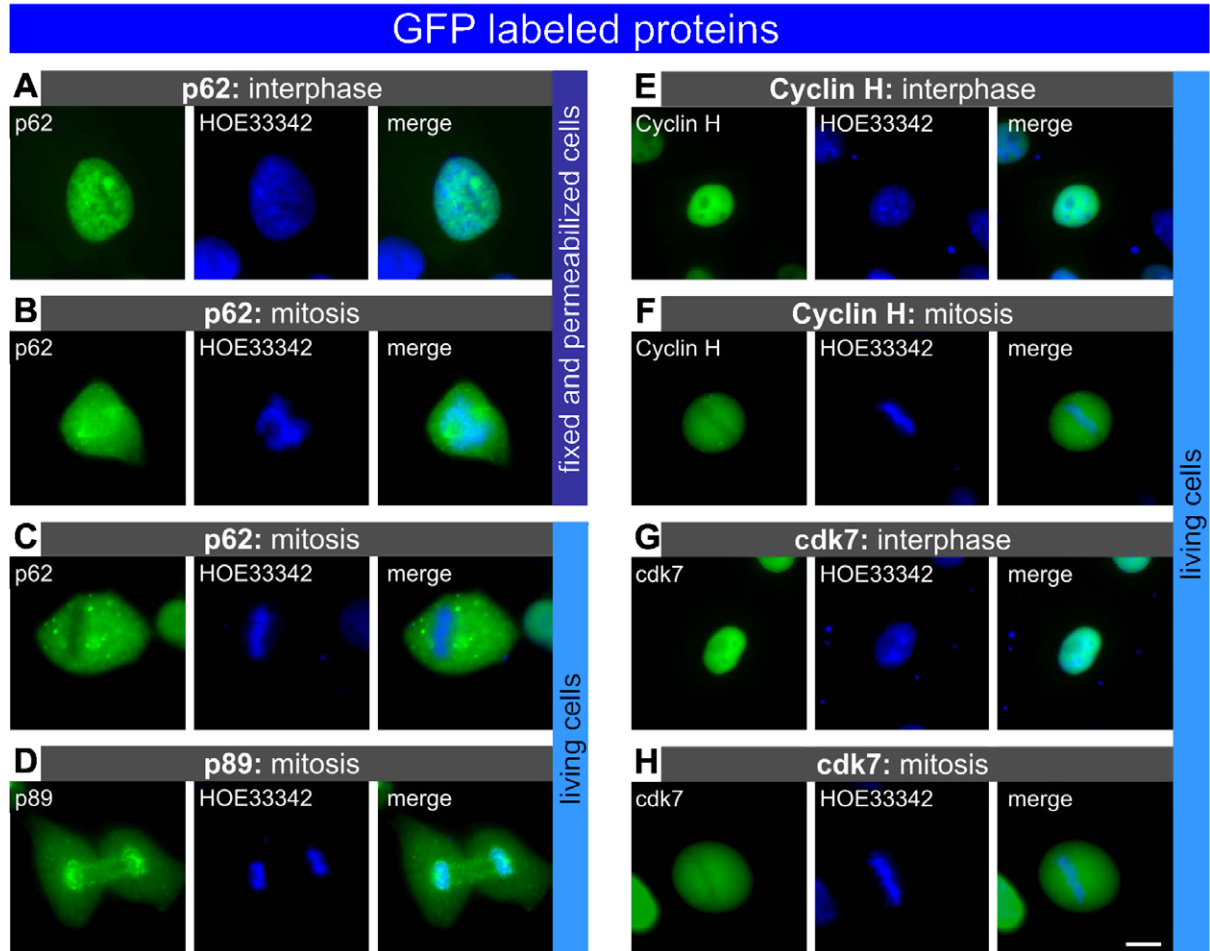 GFP labeled proteins
A
p62: interphase
p62
HOE33342
merge
B
p62: mitosis
p62
HOE33342
merge
fixed and permeabilized cells
C
p62: mitosis
p62
HOE33342
merge
D
p89: mitosis
p89
HOE33342
merge
living cells
E
Cyclin H: interphase
Cyclin H
HOE33342
merge
F
Cyclin H: mitosis
Cyclin H
HOE33342
merge
G
cdk7: interphase
cdk7
HOE33342
merge
H
cdk7: mitosis
cdk7
HOE33342
merge
living cells